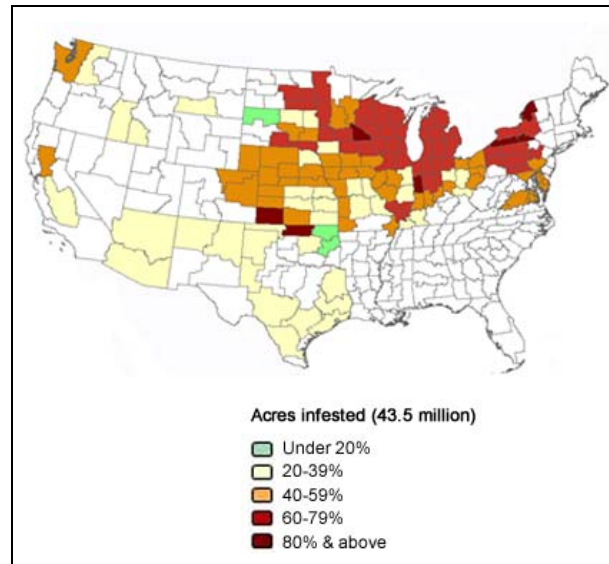 Acres infested (43.5 million)
Under 20%
20-39%
40-59%
60-79%
80% & above